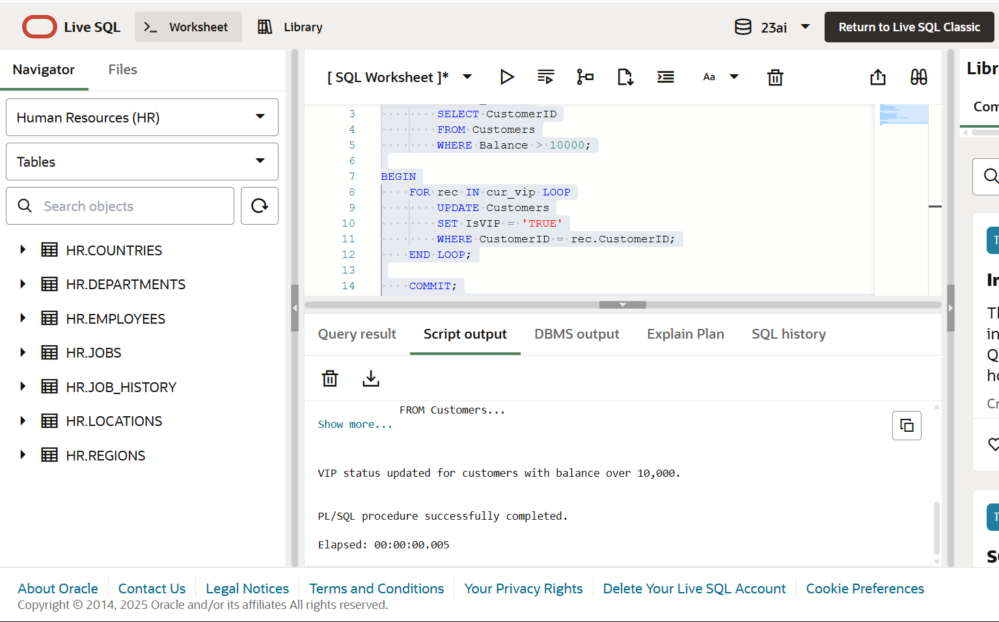 Live SQL
Worksheet
Library
23ai
Return to Live SQL Classic
Navigator
Files
Human Resources (HR)
Tables
Search objects
HR.COUNTRIES
HR.DEPARTMENTS
HR.EMPLOYEES
HR.JOBS
HR.JOB_HISTORY
HR.LOCATIONS
HR.REGIONS
[ SQL Worksheet ]*
Aa
3 SELECT CustomerID
4 FROM Customers
5 WHERE Balance > 10000;
6
7 BEGIN
8 FOR rec IN cur_vip LOOP
9 UPDATE Customers
10 SET IsVIP = 'TRUE'
11 WHERE CustomerID = rec.CustomerID;
12 END LOOP;
13
14 COMMIT;
Query result
Script output
DBMS output
Explain Plan
SQL history
FROM Customers...
Show more...
VIP status updated for customers with balance over 10,000.
PL/SQL procedure successfully completed.
Elapsed: 00:00:00.005
About Oracle
Contact Us
Legal Notices
Terms and Conditions
Your Privacy Rights
Delete Your Live SQL Account
Cookie Preferences
Copyright © 2014, 2025 Oracle and/or its affiliates All rights reserved.